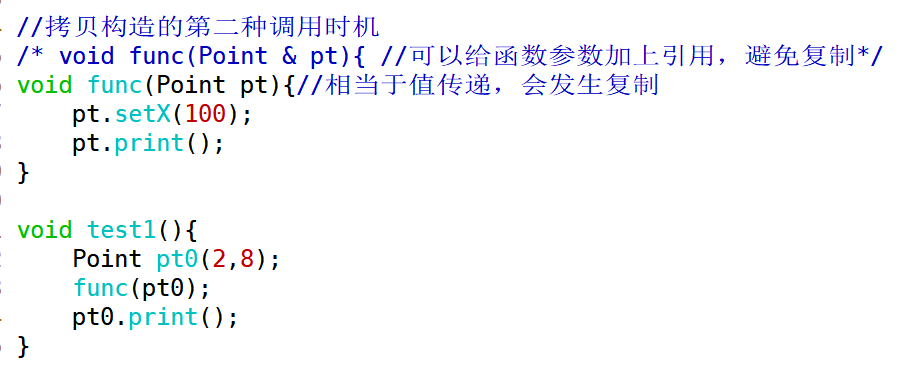 //拷贝构造的第二种调用时机
/* void func(Point & pt){ //可以给函数参数加上引用，避免复制*/
void func(Point pt){//相当于值传递，会发生复制
    pt.setX(100);
    pt.print();
}

void test1(){
    Point pt0(2,8);
    func(pt0);
    pt0.print();
}